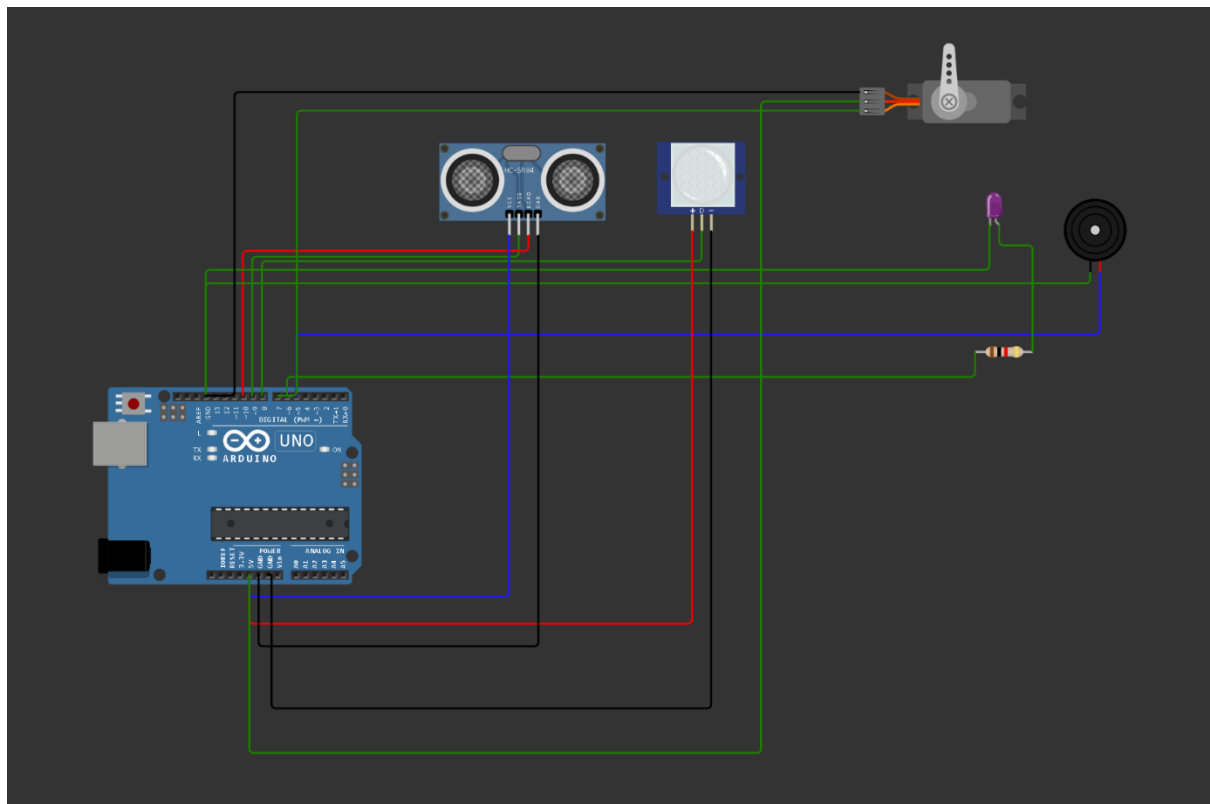 HC-SR04
VCC
TRIG
ECHO
GND
+ D -
AREF
GND
13
12
~11
~10
~9
8
7
~6
~5
~4
~3
2
TX→1
RX←0
DIGITAL (PWM ~)
L
TX
RX
UNO
ON
ARDUINO
IOREF
RESET
3.3V
5V
GND
GND
Vin
POWER
ANALOG IN
A0
A1
A2
A3
A4
A5